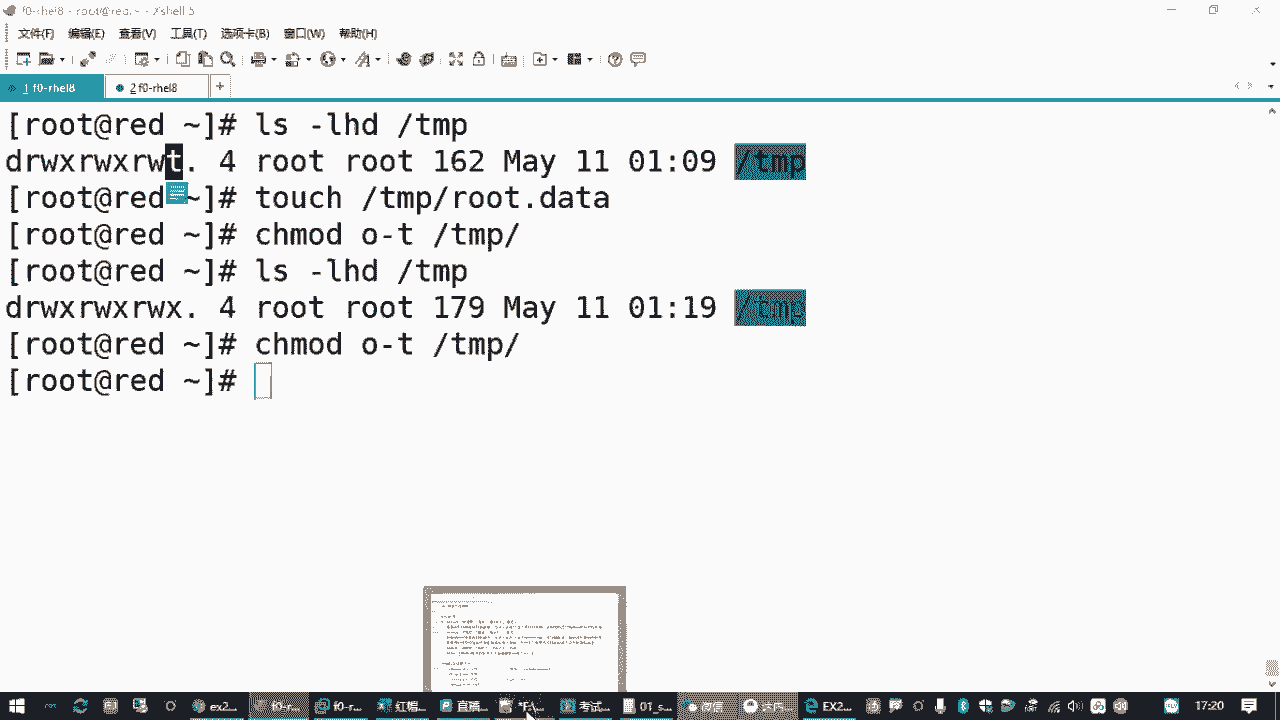 f0-rhel8 - root@red:~ - Xshell 5
文件(F) 编辑(E) 查看(V) 工具(T) 选项卡(B) 窗口(W) 帮助(H)
1 f0-rhel8 2 f0-rhel8 +
[root@red ~]# ls -lhd /tmp
drwxrwxrwt. 4 root root 162 May 11 01:09 /tmp
[root@red ~]# touch /tmp/root.data
[root@red ~]# chmod o-t /tmp/
[root@red ~]# ls -lhd /tmp
drwxrwxrwx. 4 root root 179 May 11 01:19 /tmp
[root@red ~]# chmod o-t /tmp/
[root@red ~]#
ex2... f0-r... f0-r... 红帽... 直播... 考试... 01_s... 微信 EX2... 17:20